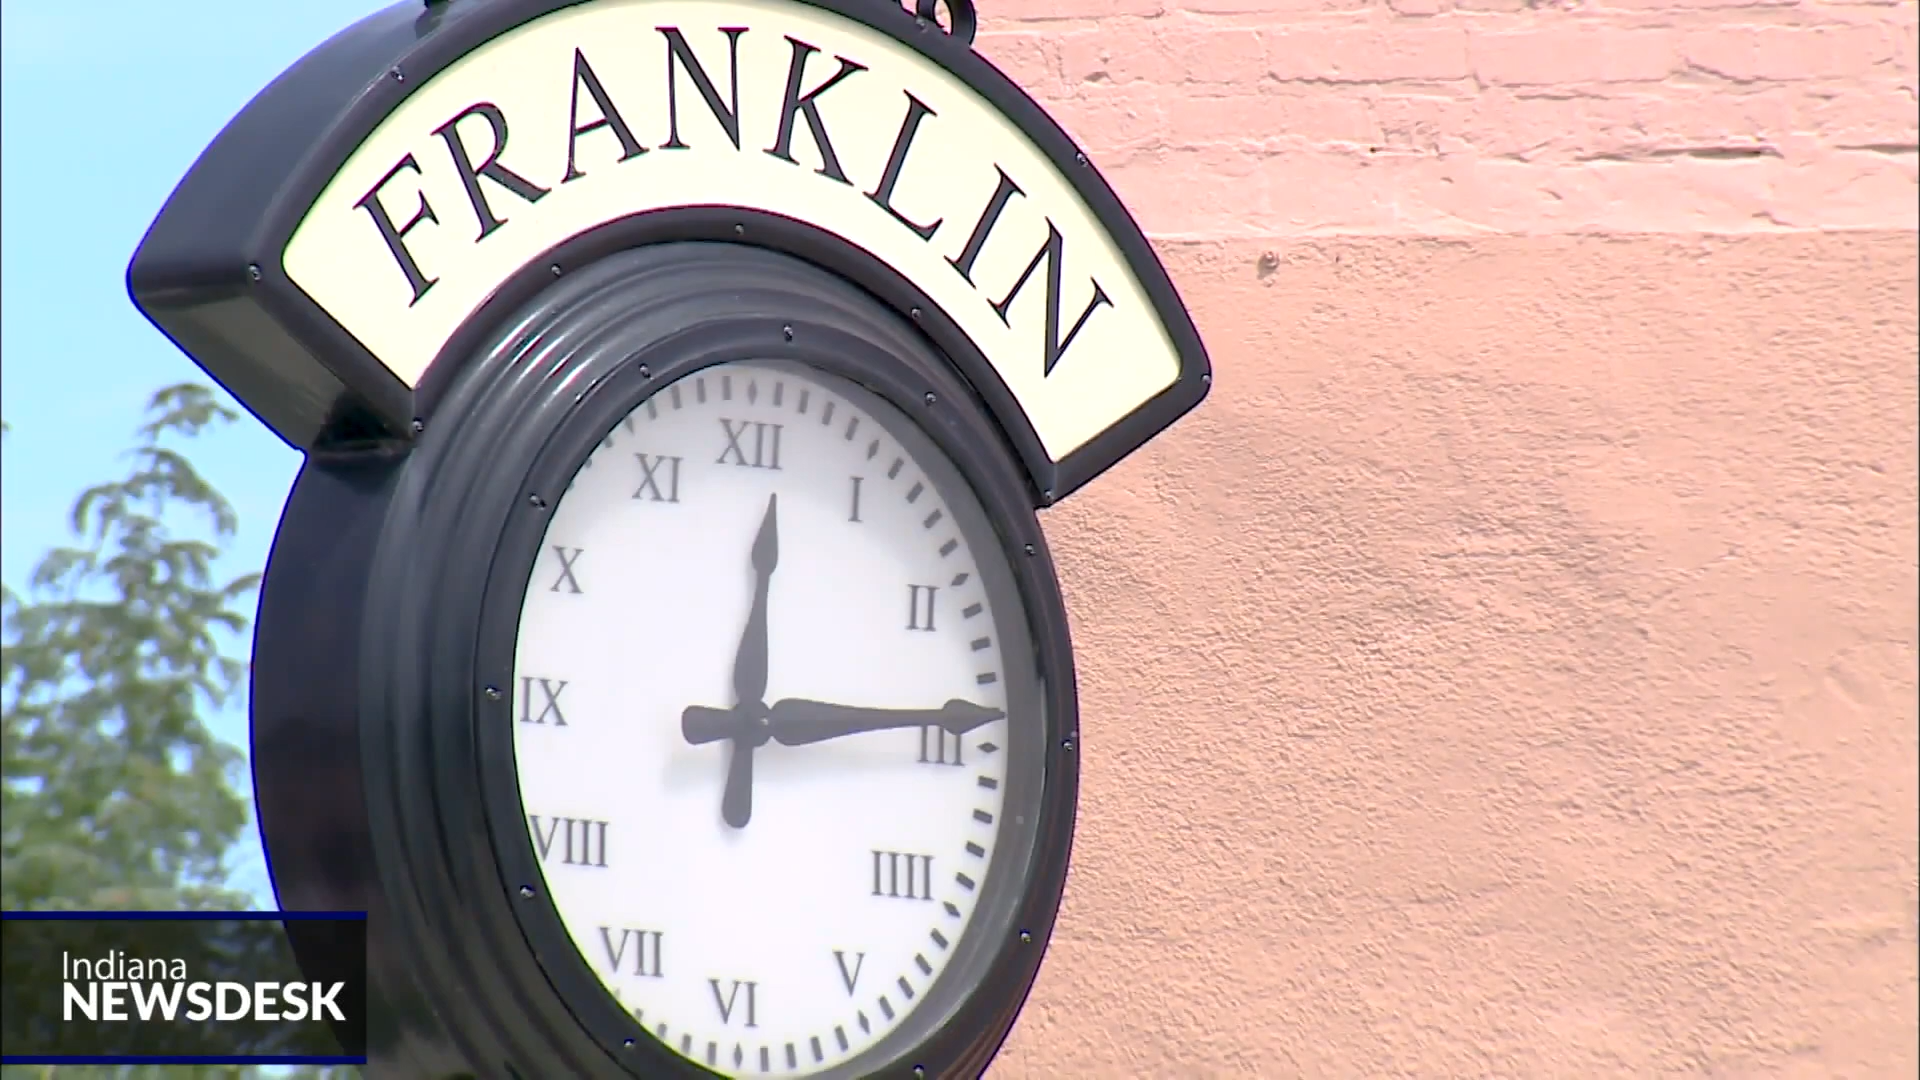 FRANKLIN
XII
I
II
III
IIII
V
VI
VII
VIII
IX
X
XI
Indiana
NEWSDESK